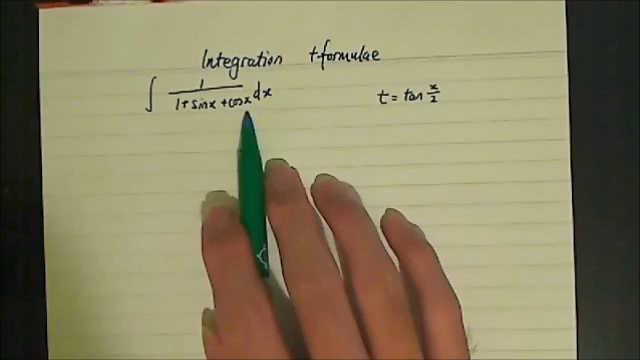 Integration t-formulae
∫ 1/(1+sinx+cosx) dx t = tan x/2